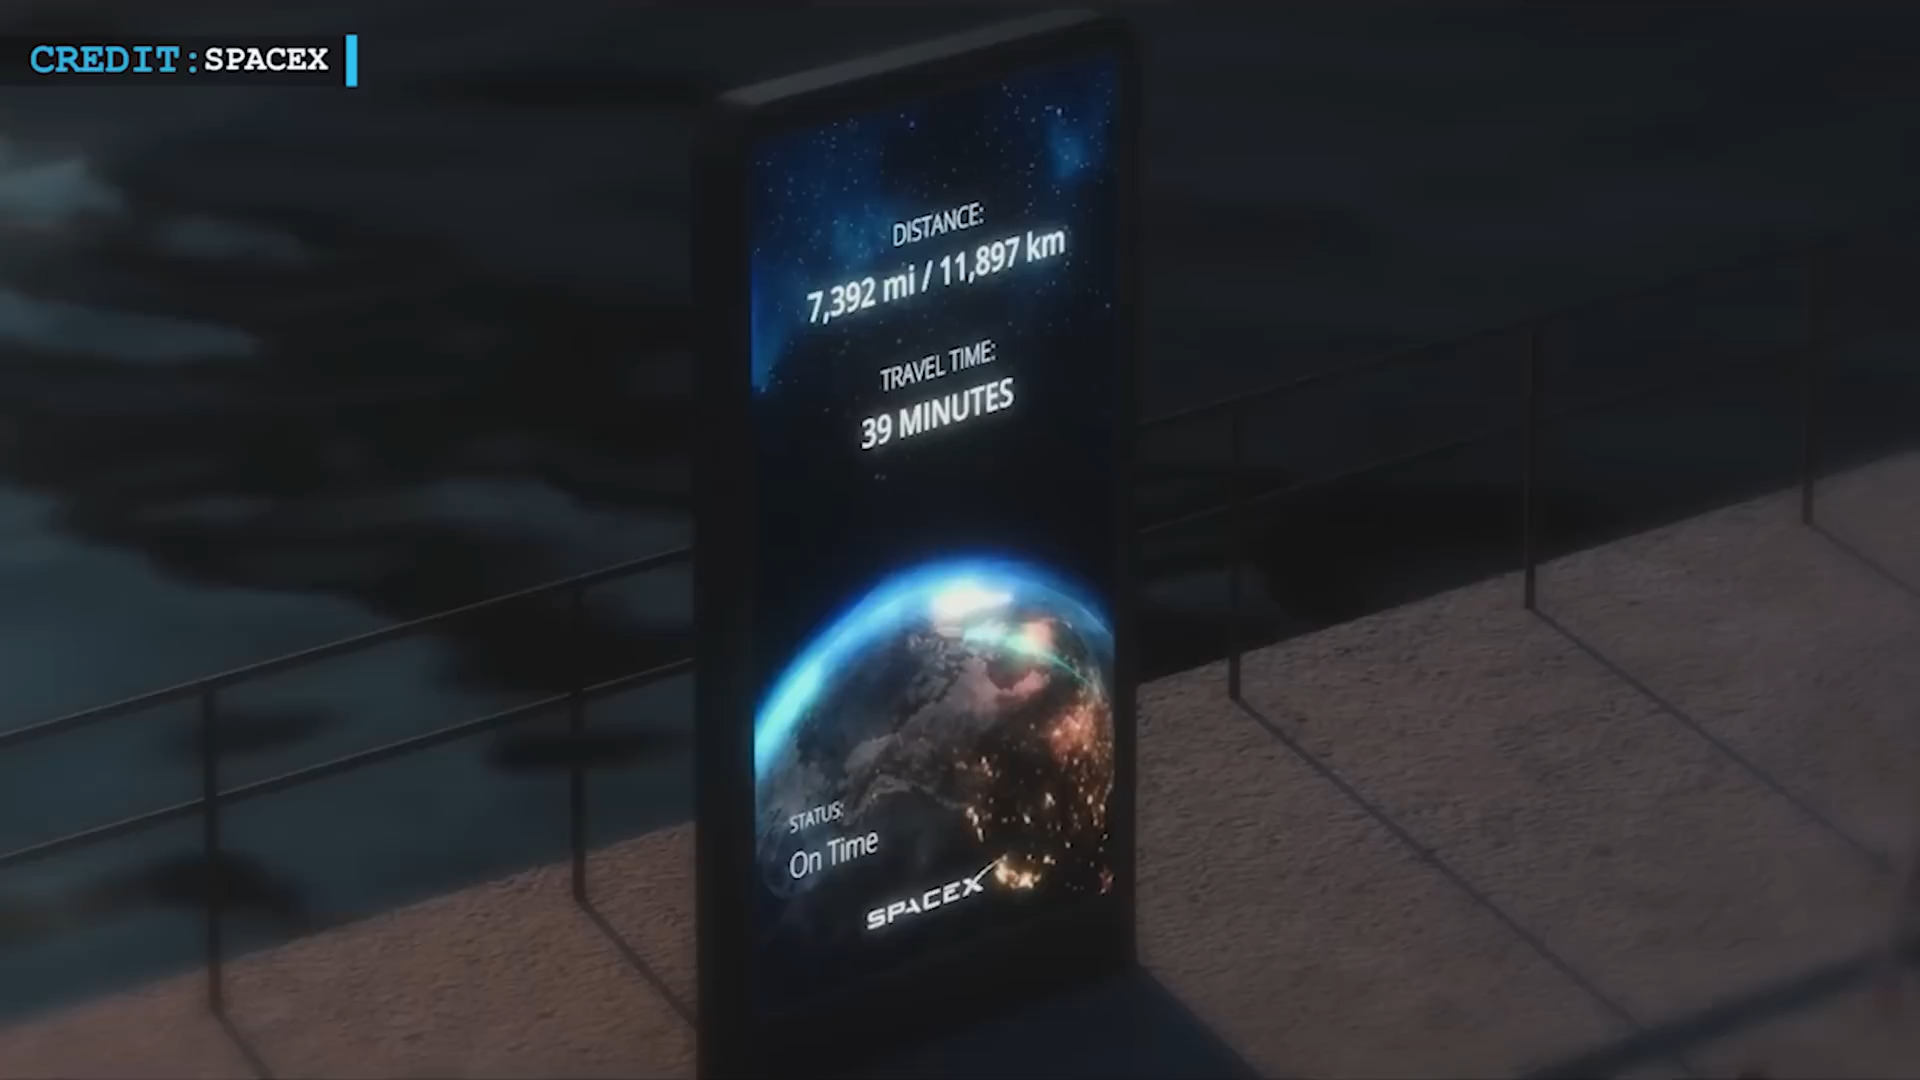 CREDIT:SPACEX
DISTANCE:
7,392 mi / 11,897 km
TRAVEL TIME:
39 MINUTES
STATUS:
On Time
SPACEX